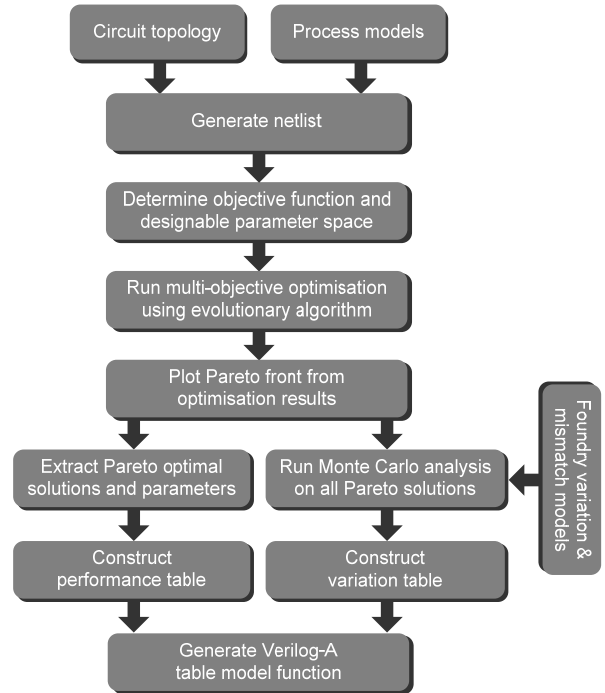 Circuit topology
Process models
Generate netlist
Determine objective function and
designable parameter space
Run multi-objective optimisation
using evolutionary algorithm
Plot Pareto front from
optimisation results
Extract Pareto optimal
solutions and parameters
Run Monte Carlo analysis
on all Pareto solutions
Foundry variation &
mismatch models
Construct
performance table
Construct
variation table
Generate Verilog-A
table model function